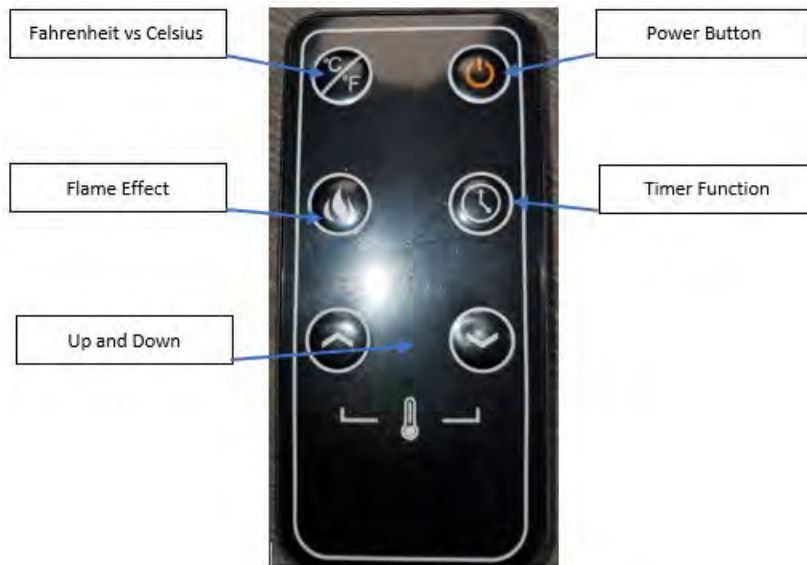 Fahrenheit vs Celsius
Power Button
°C
°F
Flame Effect
Timer Function
Up and Down